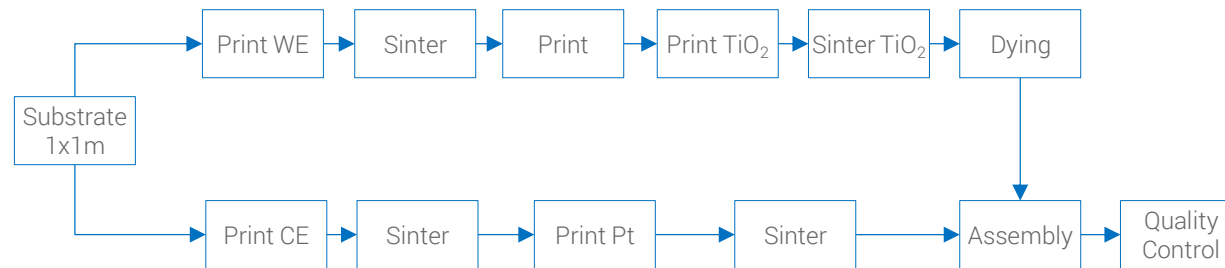 Print WE
Sinter
Print
Print TiO₂
Sinter TiO₂
Dying
Substrate
1x1m
Print CE
Sinter
Print Pt
Sinter
Assembly
Quality
Control